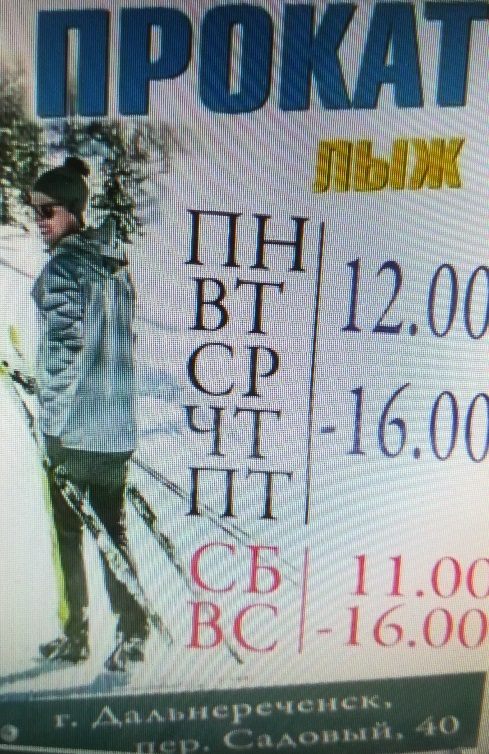 ПРОКАТ
ЛЫЖ
ПН
ВТ
СР
ЧТ
ПТ
12.00
-16.00
СБ
ВС
11.00
-16.00
г. Дальнереченск,
пер. Садовый, 40